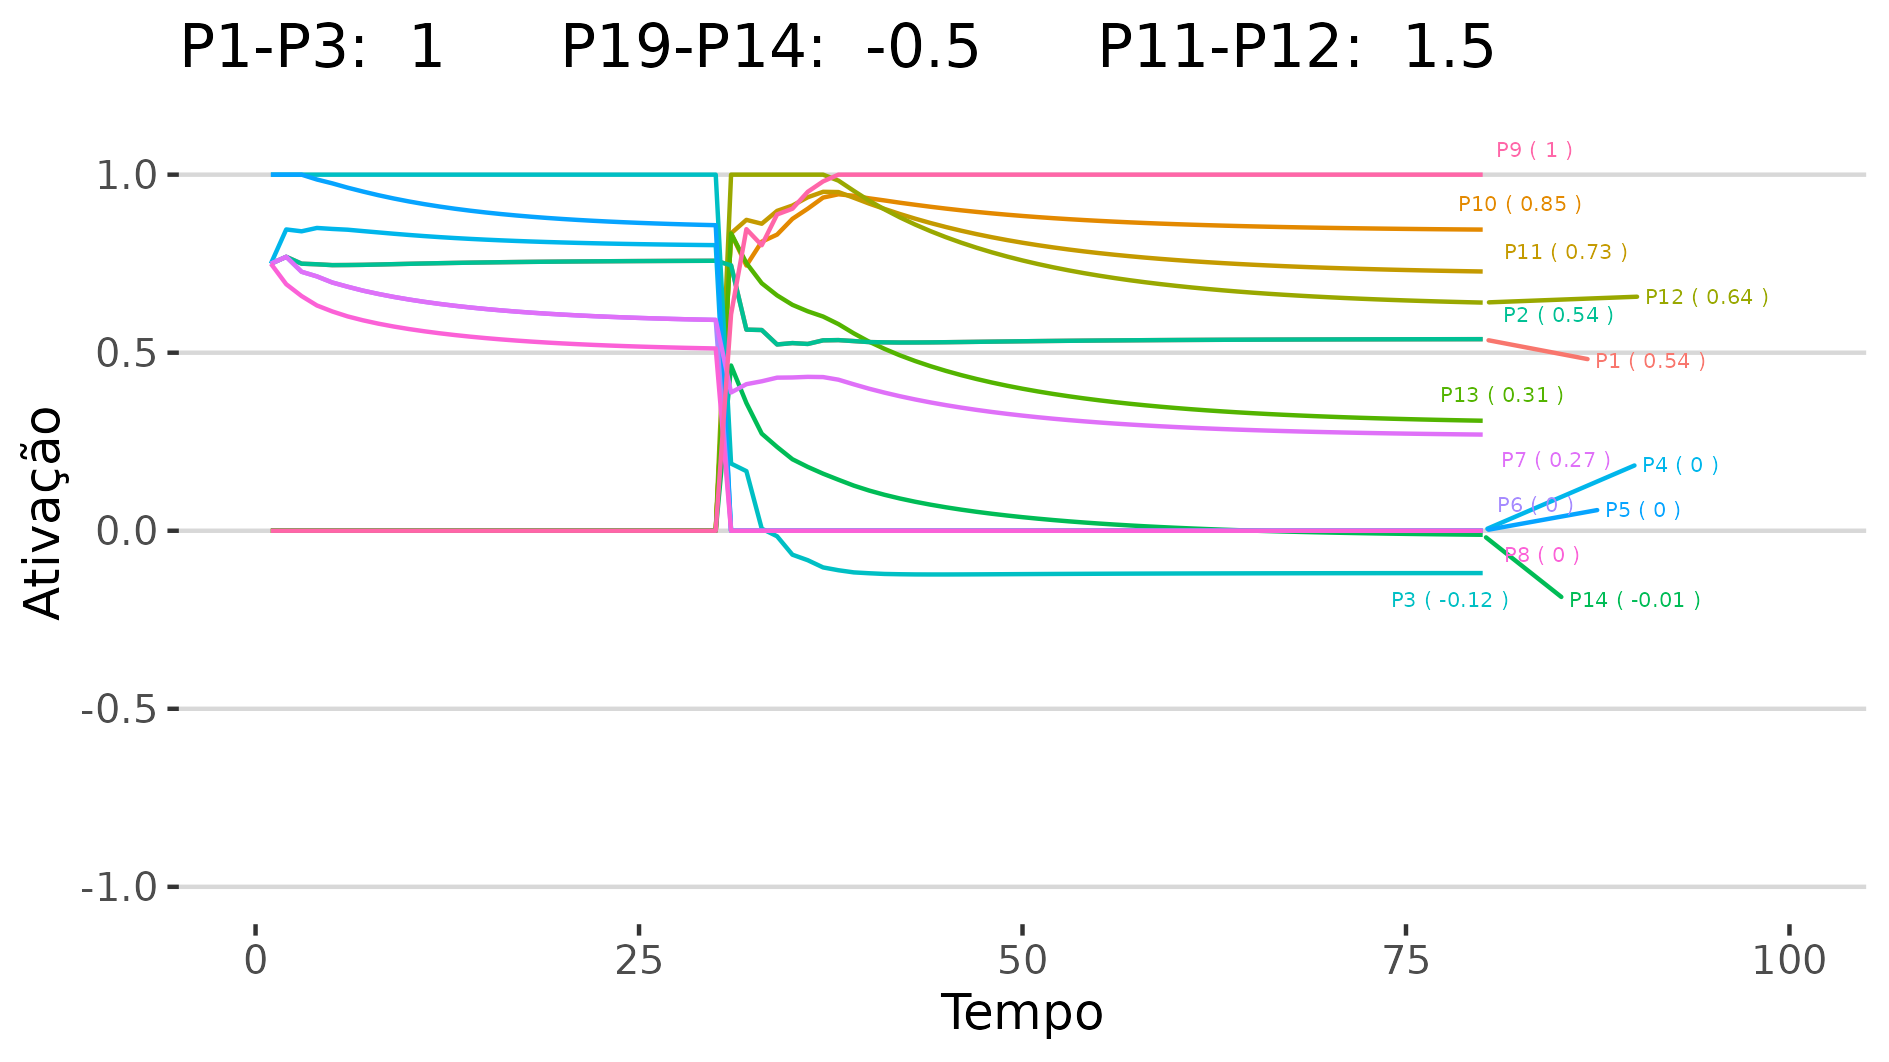 P1-P3: 1 P19-P14: -0.5 P11-P12: 1.5
P9 ( 1 )
1.0
P10 ( 0.85 )
P11 ( 0.73 )
P12 ( 0.64 )
P2 ( 0.54 )
0.5
P1 ( 0.54 )
P13 ( 0.31 )
P7 ( 0.27 )
P4 ( 0 )
P6 ( 0 )
P5 ( 0 )
0.0
P8 ( 0 )
P3 ( -0.12 )
P14 ( -0.01 )
Ativação
-0.5
-1.0
0 25 50 75 100
Tempo